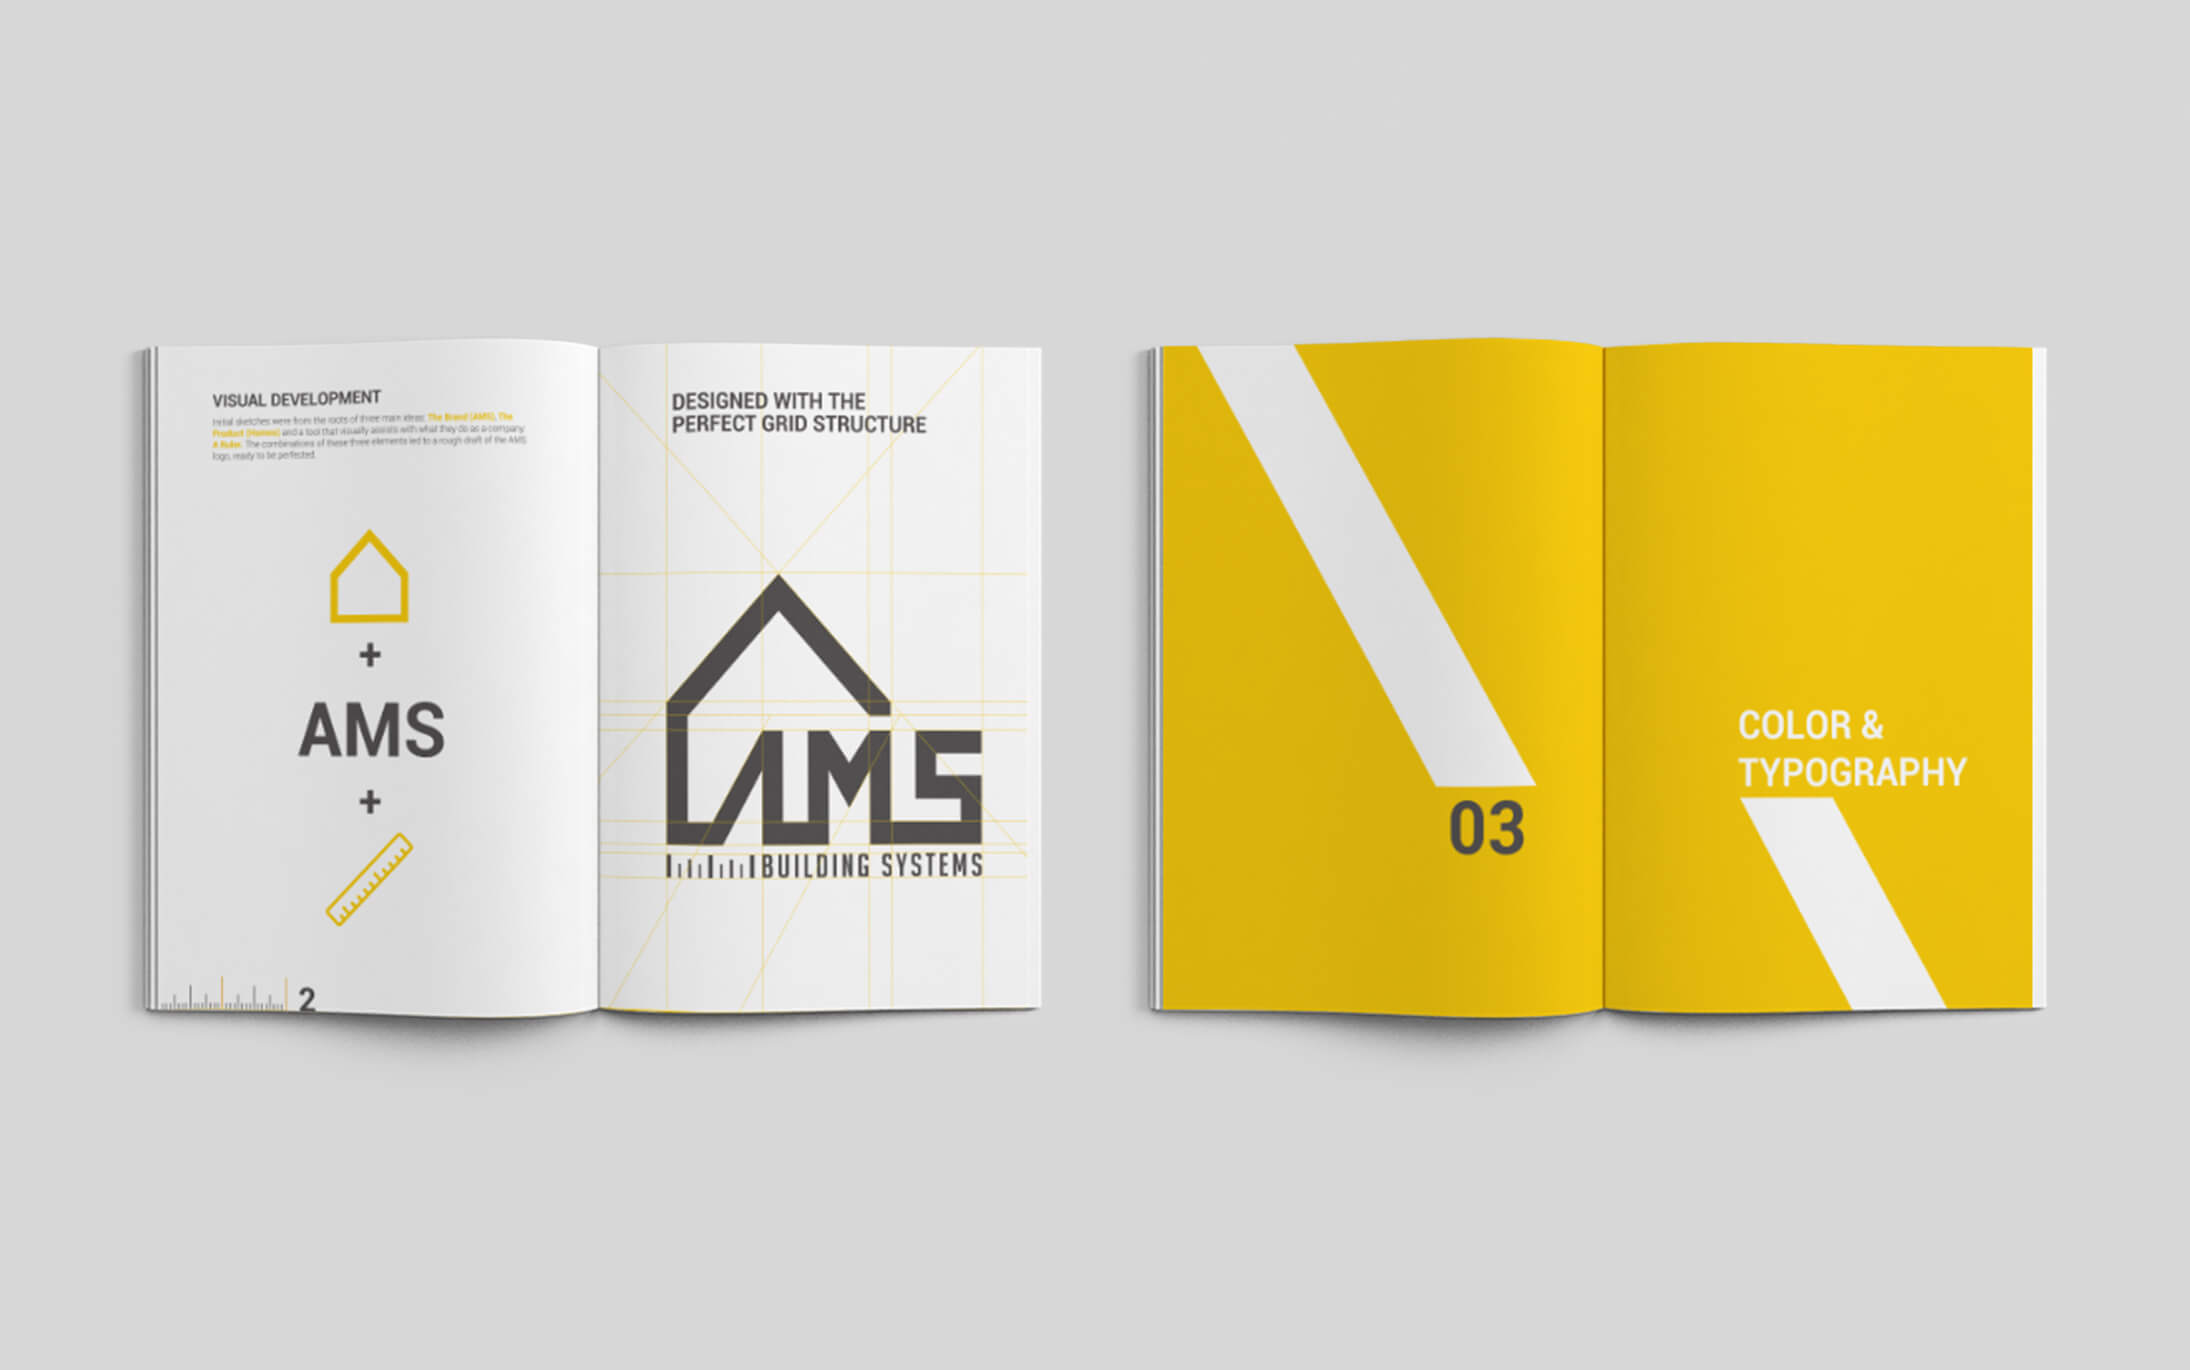 VISUAL DEVELOPMENT
Initial sketches were from the roots of three main ideas: The Brand (AMS), The
Product (Homes) and a tool that visually assists with what they do as a company:
A Ruler. The combinations of these three elements led to a rough draft of the AMS
logo, ready to be perfected.
+
AMS
+
2
DESIGNED WITH THE
PERFECT GRID STRUCTURE
AMS
BUILDING SYSTEMS
03
COLOR &
TYPOGRAPHY